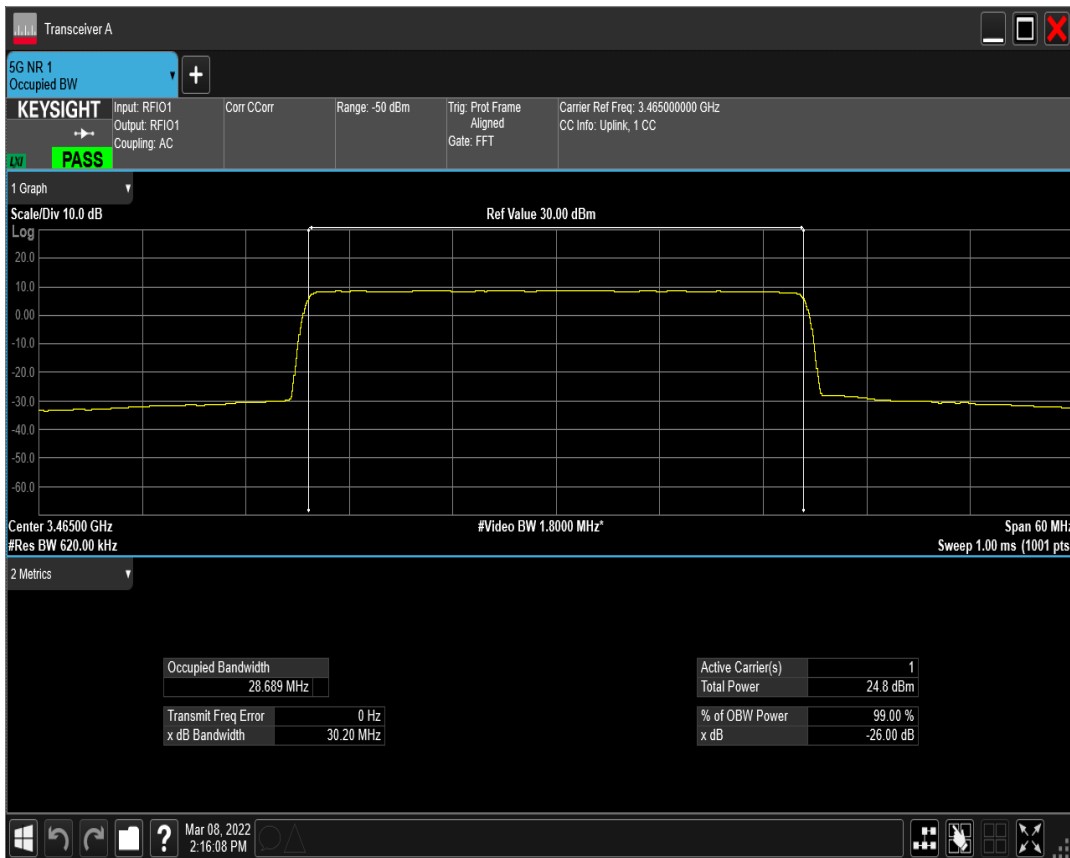 Transceiver A
5G NR 1
Occupied BW
+
KEYSIGHT
LXI
PASS
Input: RFIO1
Output: RFIO1
Coupling: AC
Corr CCorr
Range: -50 dBm
Trig: Prot Frame
Aligned
Gate: FFT
Carrier Ref Freq: 3.465000000 GHz
CC Info: Uplink, 1 CC
1 Graph
Scale/Div 10.0 dB
Ref Value 30.00 dBm
Log
20.0
10.0
0.00
-10.0
-20.0
-30.0
-40.0
-50.0
-60.0
Center 3.46500 GHz
#Video BW 1.8000 MHz*
Span 60 MHz
#Res BW 620.00 kHz
Sweep 1.00 ms (1001 pts
2 Metrics
Occupied Bandwidth
28.689 MHz
Transmit Freq Error 0 Hz
x dB Bandwidth 30.20 MHz
Active Carrier(s) 1
Total Power 24.8 dBm
% of OBW Power 99.00 %
x dB -26.00 dB
?
Mar 08, 2022
2:16:08 PM